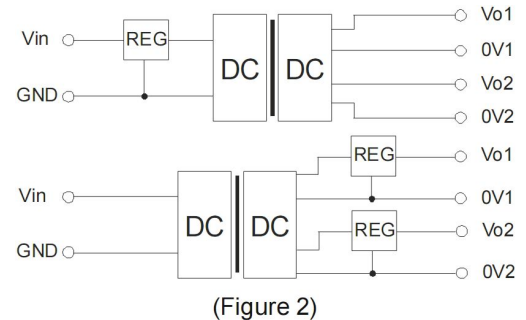 Vin REG DC DC Vo1
0V1
GND Vo2
0V2
REG Vo1
Vin DC DC 0V1
REG Vo2
GND 0V2
(Figure 2)